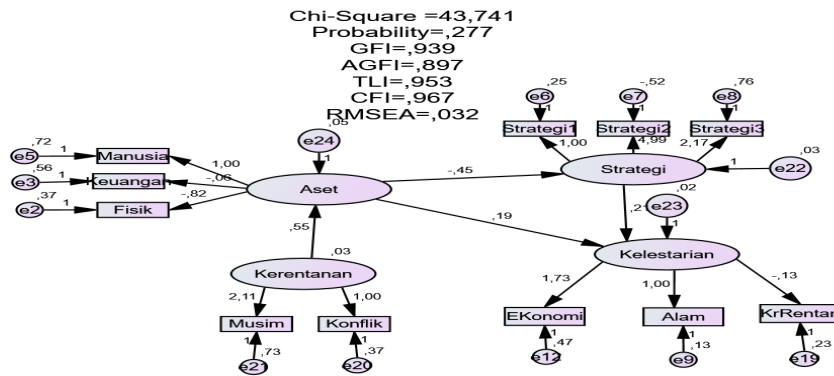 Chi-Square =43,741
Probability=,277
GFI=,939
AGFI=,897
TLI=,953
CFI=,967
RMSEA=,032
,05
e24
1
,25
e6
1
-,52
e7
1
,76
e8
1
Strategi1
Strategi2
Strategi3
1,00
4,99
2,17
,72
e5
1
Manusia
1,00
,56
e3
1
Keuangan
-,06
,37
e2
1
Fisik
-,82
Aset
-,45
Strategi
1
,03
e22
,02
e23
1
,19
,55
,03
Kerentanan
Kelestarian
2,11
1,00
1,73
1,00
-,13
Musim
Konflik
EKonomi
Alam
KrRentan
1
,73
e21
1
,37
e20
1
,47
e12
1
,13
e9
1
,23
e19